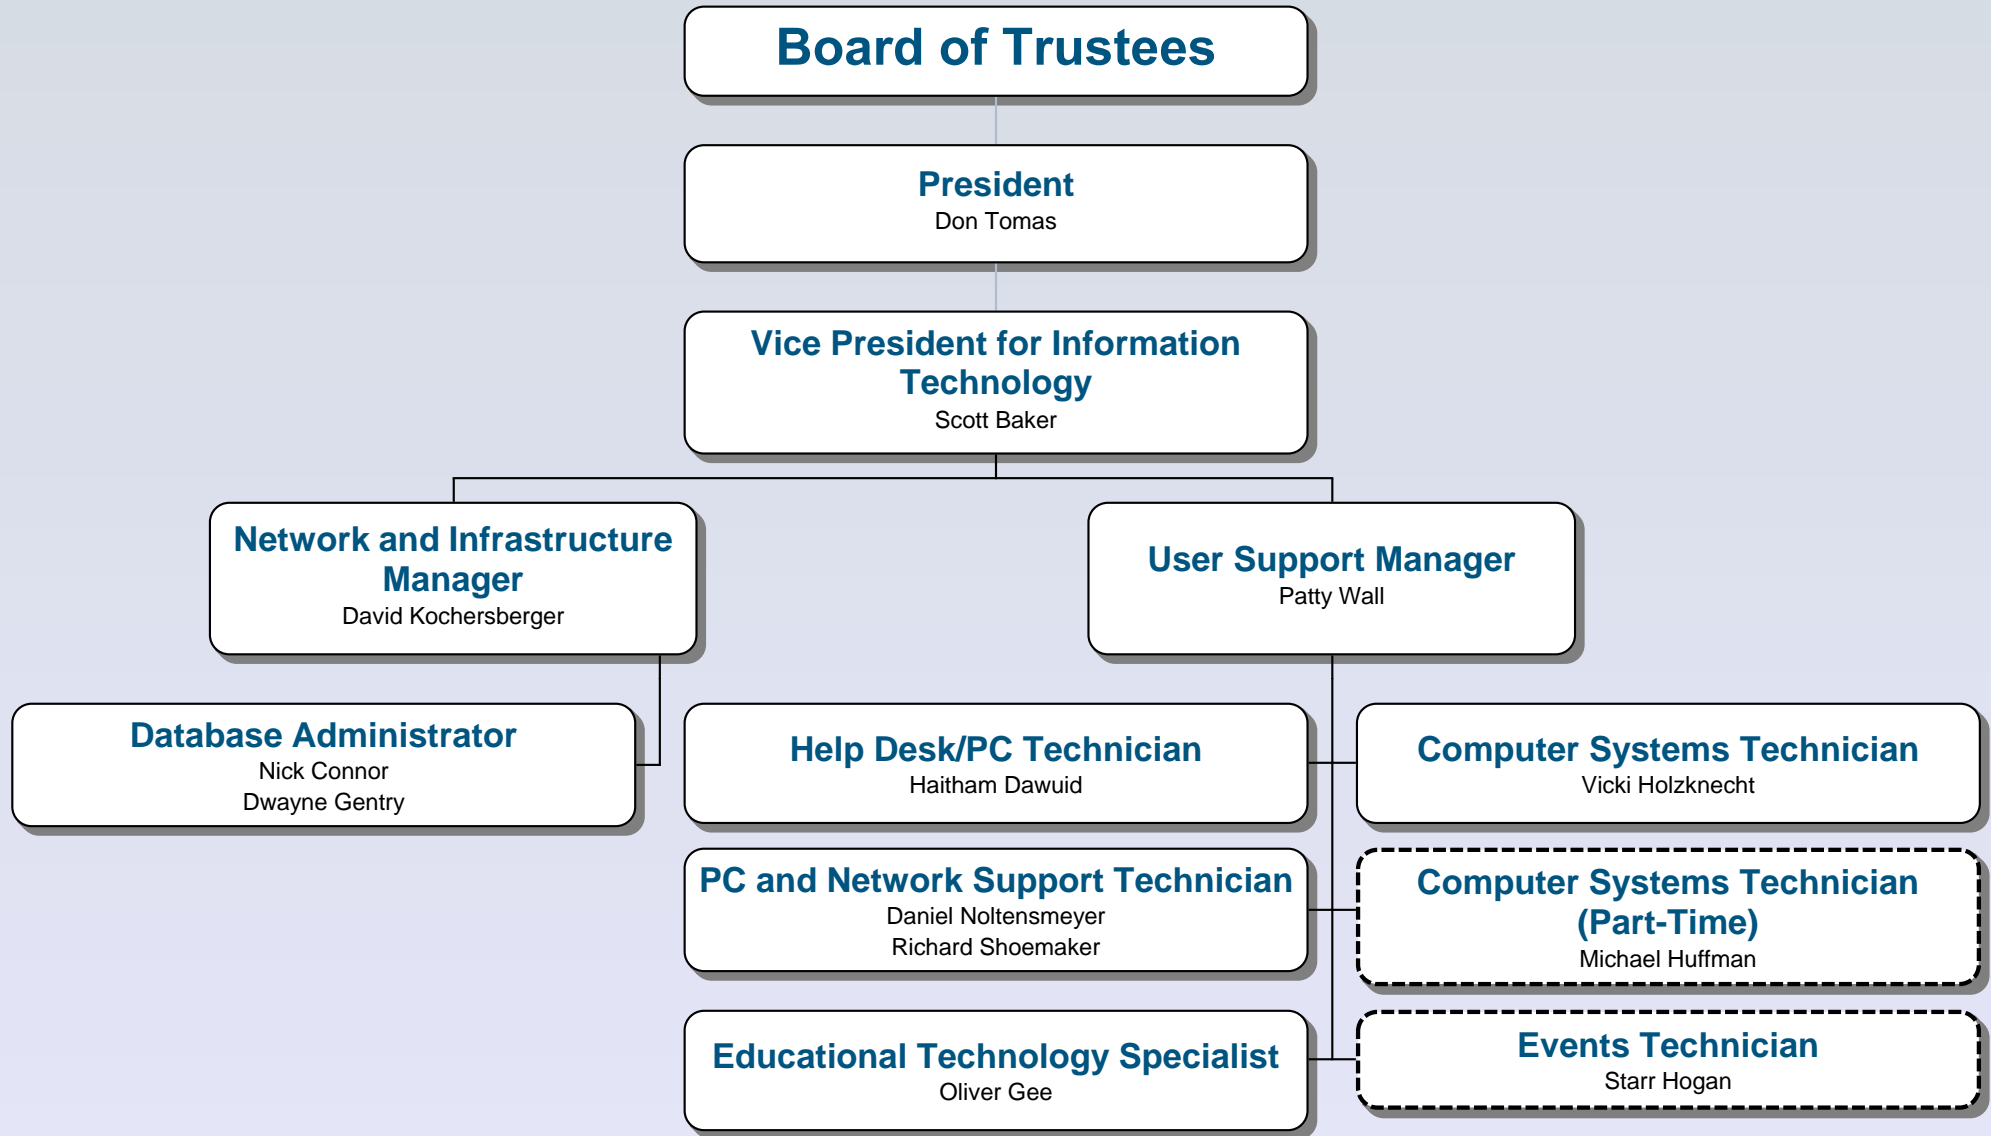 Board of Trustees
President
Don Tomas
Vice President for Information
Technology
Scott Baker
Network and Infrastructure
Manager
David Kochersberger
User Support Manager
Patty Wall
Database Administrator
Nick Connor
Dwayne Gentry
Help Desk/PC Technician
Haitham Dawuid
Computer Systems Technician
Vicki Holzknecht
PC and Network Support Technician
Daniel Noltensmeyer
Richard Shoemaker
Computer Systems Technician
(Part-Time)
Michael Huffman
Educational Technology Specialist
Oliver Gee
Events Technician
Starr Hogan